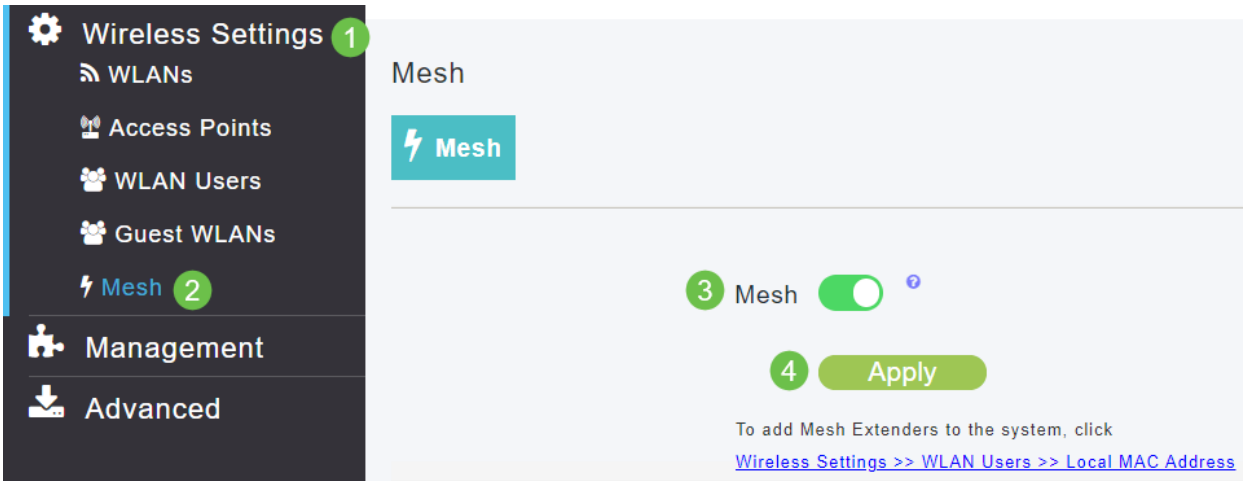 Wireless Settings 1
WLANs
Access Points
WLAN Users
Guest WLANs
Mesh 2
Management
Advanced
Mesh
Mesh
3 Mesh ?
4 Apply
To add Mesh Extenders to the system, click
Wireless Settings >> WLAN Users >> Local MAC Address